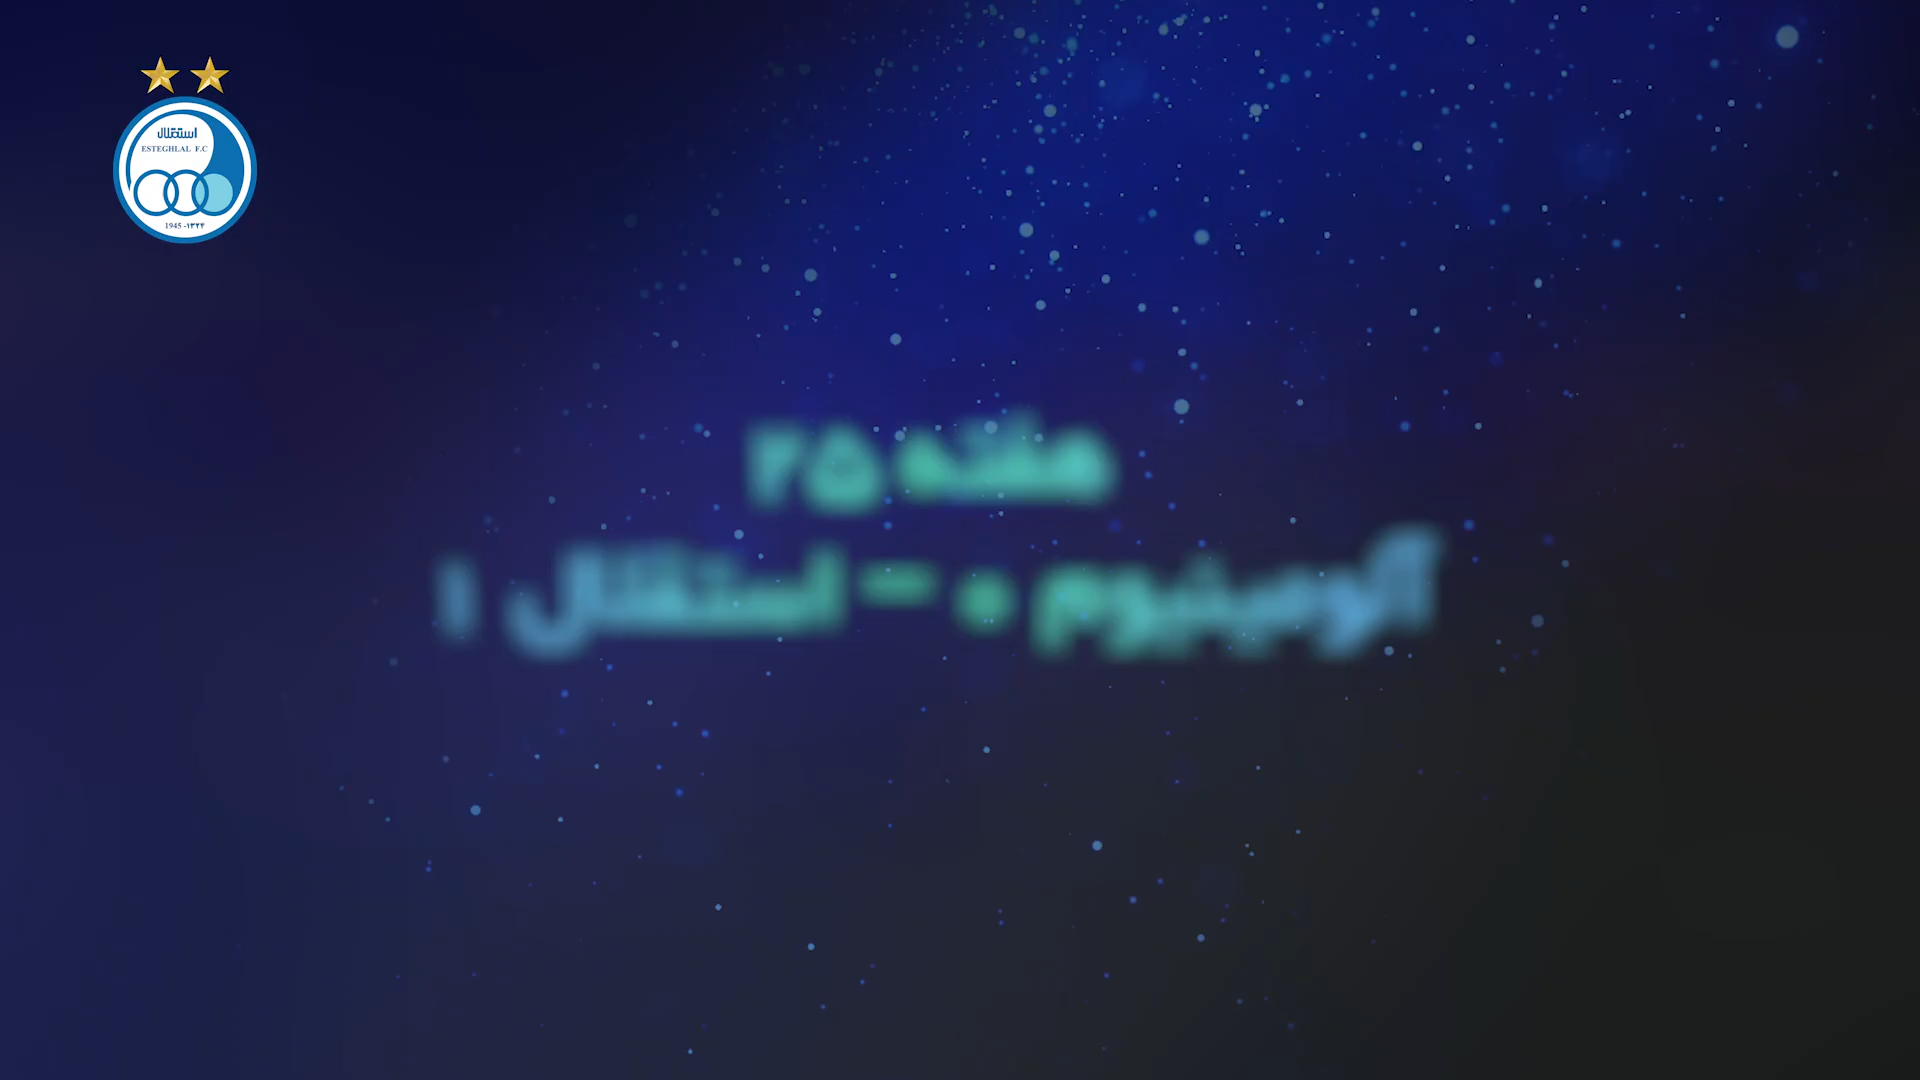 استقلال
ESTEGHLAL F.C
1945 -۱۳۲۴
هفته ۲۵
آلومینیوم ۰ – استقلال ۱